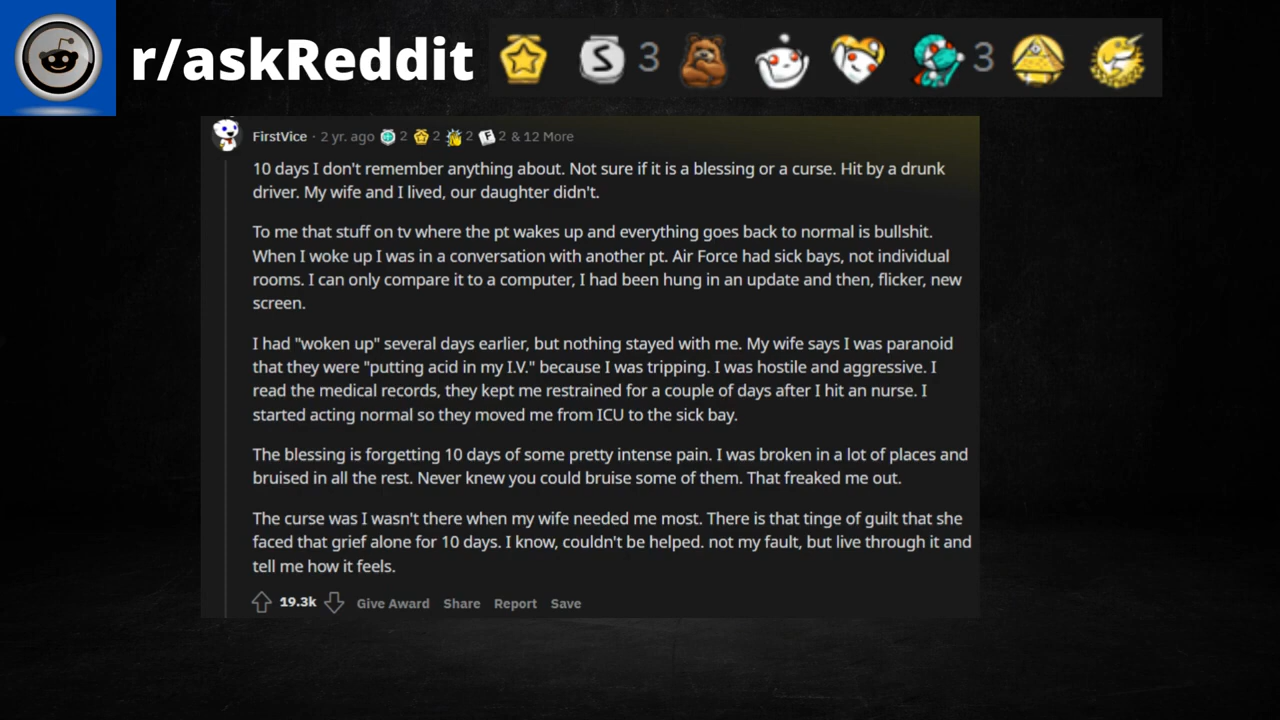 r/askReddit
3
3
FirstVice · 2 yr. ago 2 2 2 2 & 12 More
10 days I don't remember anything about. Not sure if it is a blessing or a curse. Hit by a drunk
driver. My wife and I lived, our daughter didn't.
To me that stuff on tv where the pt wakes up and everything goes back to normal is bullshit.
When I woke up I was in a conversation with another pt. Air Force had sick bays, not individual
rooms. I can only compare it to a computer, I had been hung in an update and then, flicker, new
screen.
I had "woken up" several days earlier, but nothing stayed with me. My wife says I was paranoid
that they were "putting acid in my I.V." because I was tripping. I was hostile and aggressive. I
read the medical records, they kept me restrained for a couple of days after I hit an nurse. I
started acting normal so they moved me from ICU to the sick bay.
The blessing is forgetting 10 days of some pretty intense pain. I was broken in a lot of places and
bruised in all the rest. Never knew you could bruise some of them. That freaked me out.
The curse was I wasn't there when my wife needed me most. There is that tinge of guilt that she
faced that grief alone for 10 days. I know, couldn't be helped. not my fault, but live through it and
tell me how it feels.
19.3k Give Award Share Report Save